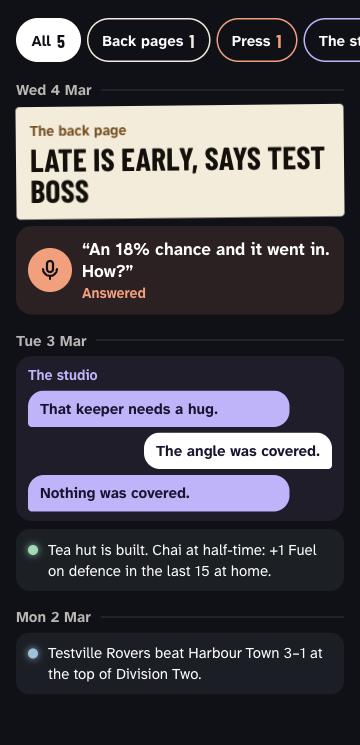 All 5
Back pages 1
Press 1
The st
Wed 4 Mar
The back page
LATE IS EARLY, SAYS TEST
BOSS
“An 18% chance and it went in.
How?”
Answered
Tue 3 Mar
The studio
That keeper needs a hug.
The angle was covered.
Nothing was covered.
Tea hut is built. Chai at half-time: +1 Fuel
on defence in the last 15 at home.
Mon 2 Mar
Testville Rovers beat Harbour Town 3–1 at
the top of Division Two.